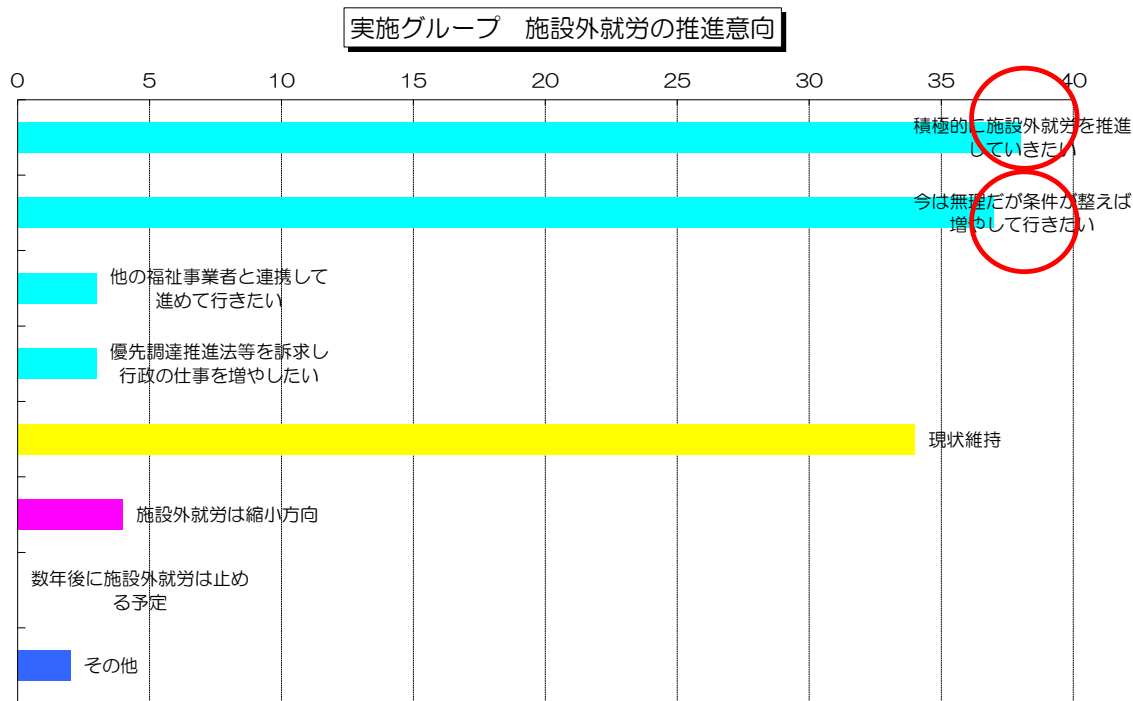 実施グループ　施設外就労の推進意向
0 5 10 15 20 25 30 35 40
積極的に施設外就労を推進
していきたい
今は無理だが条件が整えば
増やして行きたい
他の福祉事業者と連携して
進めて行きたい
優先調達推進法等を訴求し
行政の仕事を増やしたい
現状維持
施設外就労は縮小方向
数年後に施設外就労は止め
る予定
その他